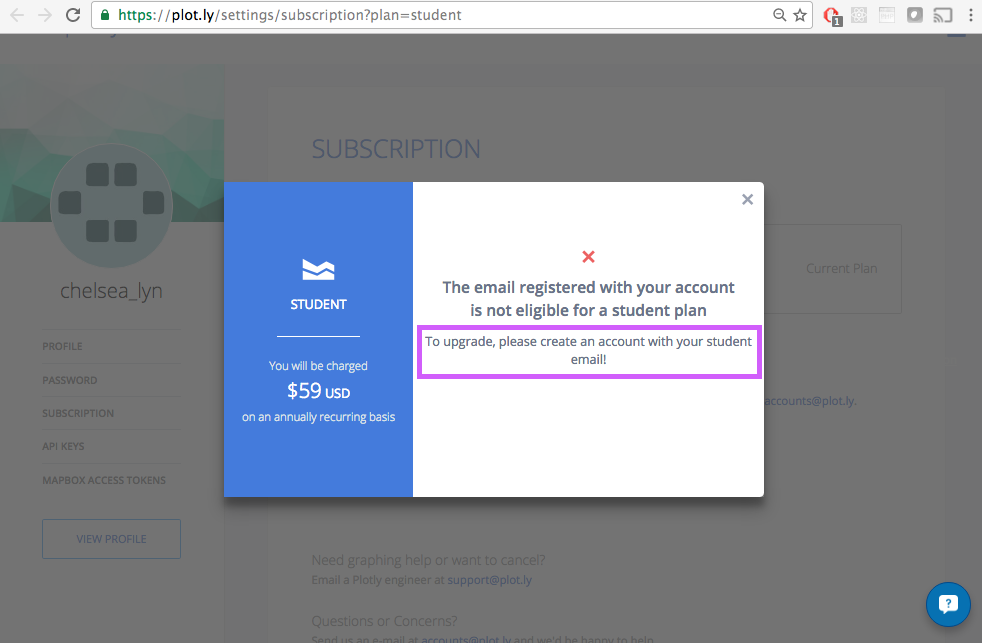 https://plot.ly/settings/subscription?plan=student
1
SUBSCRIPTION
Current Plan
chelsea_lyn
PROFILE
PASSWORD
SUBSCRIPTION
API KEYS
MAPBOX ACCESS TOKENS
VIEW PROFILE
STUDENT
You will be charged
$59 USD
on an annually recurring basis
The email registered with your account
is not eligible for a student plan
To upgrade, please create an account with your student
email!
accounts@plot.ly.
Need graphing help or want to cancel?
Email a Plotly engineer at support@plot.ly
Questions or Concerns?
Send us an e-mail at accounts@plot.ly and we'd be happy to help.
?